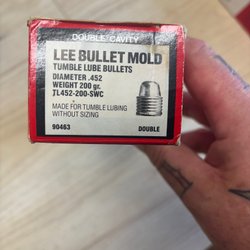 DOUBLE CAVITY
LEE BULLET MOLD
TUMBLE LUBE BULLETS
DIAMETER .452
WEIGHT 200 gr.
TL452-200-SWC
MADE FOR TUMBLE LUBING
WITHOUT SIZING
90463 DOUBLE